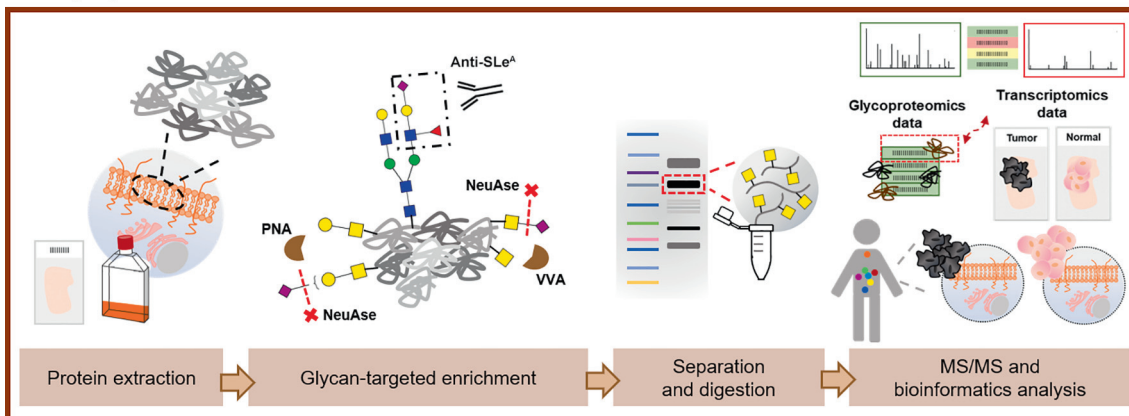 Anti-SLeᴬ
NeuAse
PNA
VVA
NeuAse
Glycoproteomics
data
Transcriptomics
data
Tumor
Normal
Protein extraction
Glycan-targeted enrichment
Separation
and digestion
MS/MS and
bioinformatics analysis